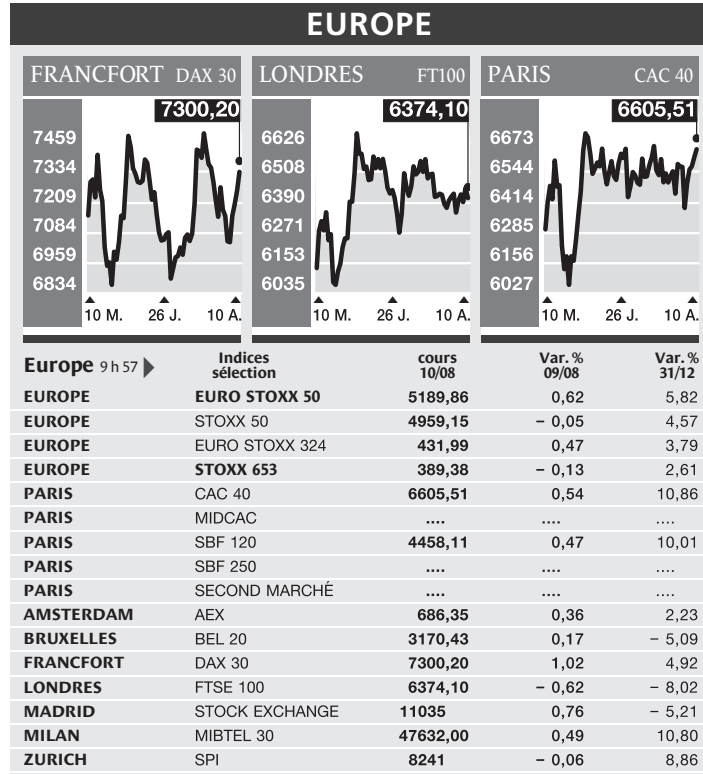 EUROPE
FRANCFORT DAX 30
7300,20
7459
7334
7209
7084
6959
6834
10 M. 26 J. 10 A.
LONDRES FT100
6374,10
6626
6508
6390
6271
6153
6035
10 M. 26 J. 10 A.
PARIS CAC 40
6605,51
6673
6544
6414
6285
6156
6027
10 M. 26 J. 10 A.
Europe 9 h 57 Indices sélection cours 10/08 Var. % 09/08 Var. % 31/12
EUROPE EURO STOXX 50 5189,86 0,62 5,82
EUROPE STOXX 50 4959,15 – 0,05 4,57
EUROPE EURO STOXX 324 431,99 0,47 3,79
EUROPE STOXX 653 389,38 – 0,13 2,61
PARIS CAC 40 6605,51 0,54 10,86
PARIS MIDCAC .... .... ....
PARIS SBF 120 4458,11 0,47 10,01
PARIS SBF 250 .... .... ....
PARIS SECOND MARCHÉ .... .... ....
AMSTERDAM AEX 686,35 0,36 2,23
BRUXELLES BEL 20 3170,43 0,17 – 5,09
FRANCFORT DAX 30 7300,20 1,02 4,92
LONDRES FTSE 100 6374,10 – 0,62 – 8,02
MADRID STOCK EXCHANGE 11035 0,76 – 5,21
MILAN MIBTEL 30 47632,00 0,49 10,80
ZURICH SPI 8241 – 0,06 8,86